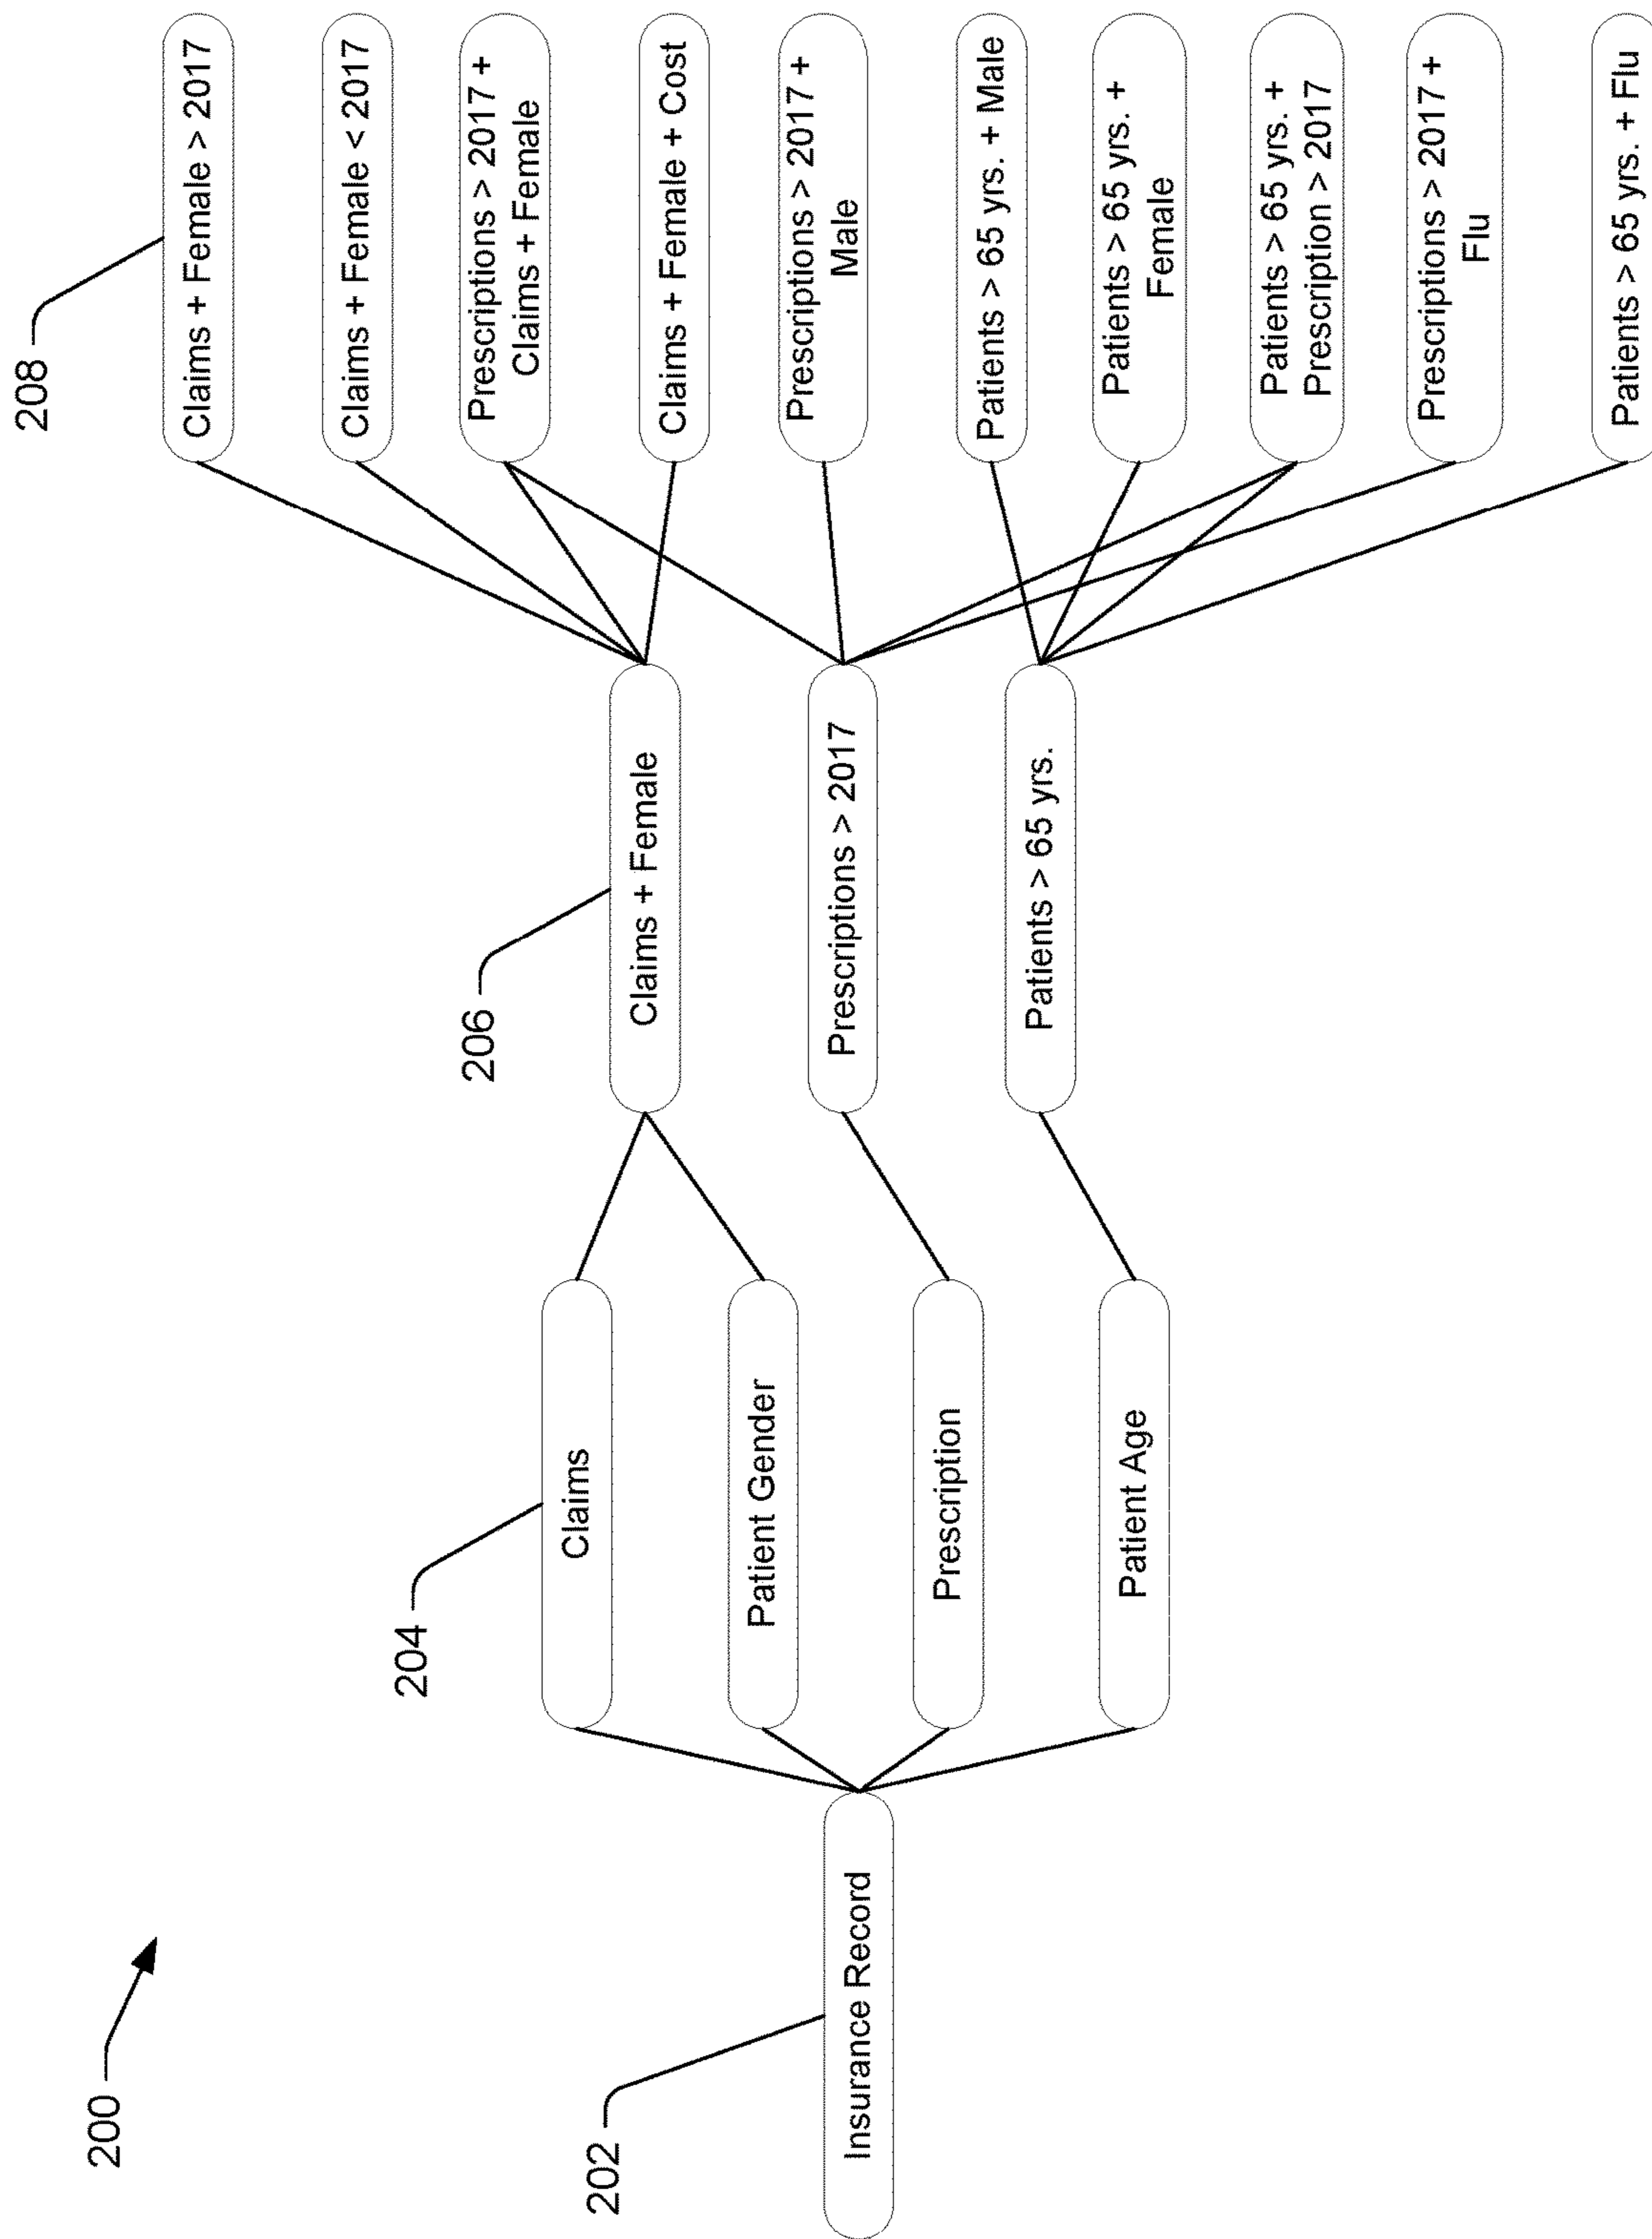 200
202
Insurance Record
204
Claims
Patient Gender
Prescription
Patient Age
206
Claims + Female
Prescriptions > 2017
Patients > 65 yrs.
208
Claims + Female > 2017
Claims + Female < 2017
Prescriptions > 2017 +
Claims + Female
Claims + Female + Cost
Prescriptions > 2017 +
Male
Patients > 65 yrs. + Male
Patients > 65 yrs. +
Female
Patients > 65 yrs. +
Prescription > 2017
Prescriptions > 2017 +
Flu
Patients > 65 yrs. + Flu